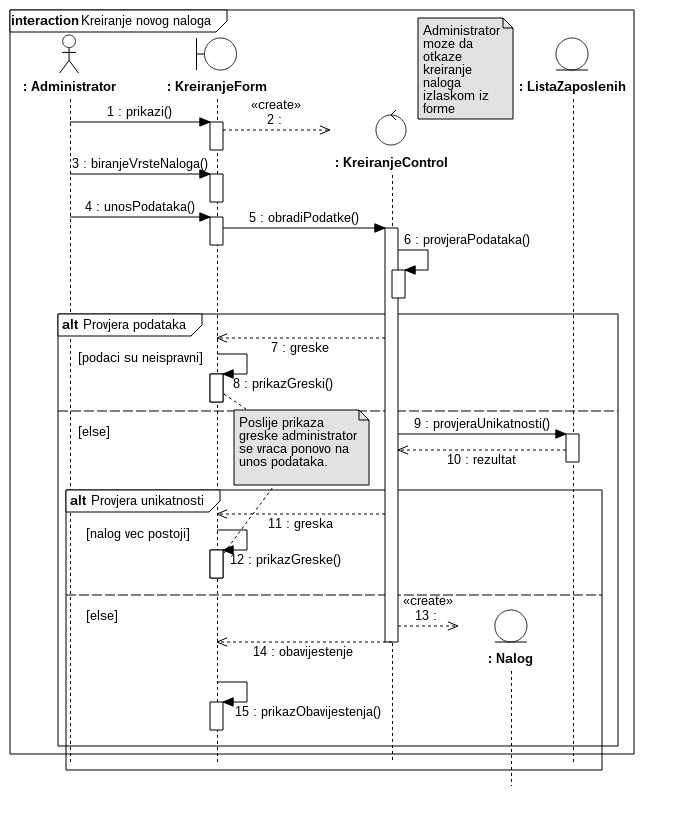 interaction Kreiranje novog naloga
Administrator
moze da
otkaze
kreiranje
naloga
izlaskom iz
forme
: Administrator
: KreiranjeForm
: ListaZaposlenih
«create»
1 : prikazi()
2 :
: KreiranjeControl
3 : biranjeVrsteNaloga()
4 : unosPodataka()
5 : obradiPodatke()
6 : provjeraPodataka()
alt Provjera podataka
7 : greske
[podaci su neispravni]
8 : prikazGreski()
[else]
Poslije prikaza
greske administrator
se vraca ponovo na
unos podataka.
9 : provjeraUnikatnosti()
10 : rezultat
alt Provjera unikatnosti
11 : greska
[nalog vec postoji]
12 : prikazGreske()
[else]
«create»
13 :
14 : obavijestenje
: Nalog
15 : prikazObavijestenja()